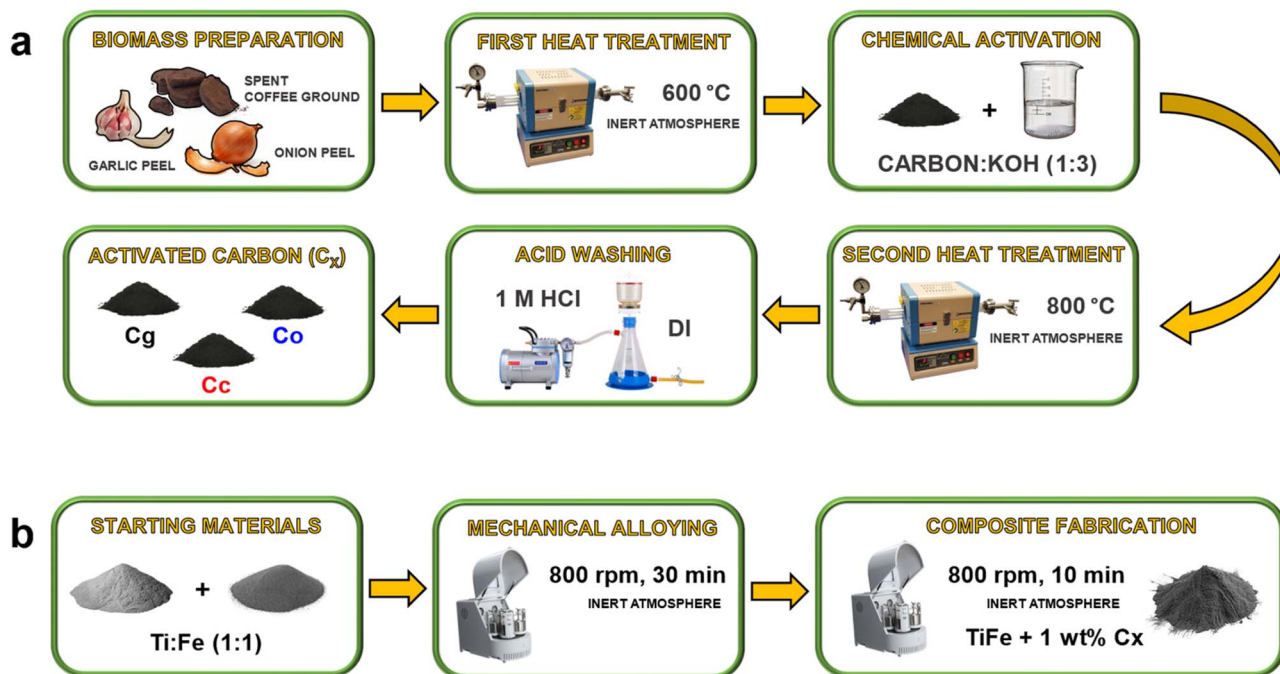 a
BIOMASS PREPARATION
SPENT
COFFEE GROUND
GARLIC PEEL
ONION PEEL
FIRST HEAT TREATMENT
600 °C
INERT ATMOSPHERE
CHEMICAL ACTIVATION
+
CARBON:KOH (1:3)
SECOND HEAT TREATMENT
800 °C
INERT ATMOSPHERE
ACID WASHING
1 M HCl
DI
ACTIVATED CARBON (Cx)
Cg
Co
Cc
b
STARTING MATERIALS
+
Ti:Fe (1:1)
MECHANICAL ALLOYING
800 rpm, 30 min
INERT ATMOSPHERE
COMPOSITE FABRICATION
800 rpm, 10 min
INERT ATMOSPHERE
TiFe + 1 wt% Cx